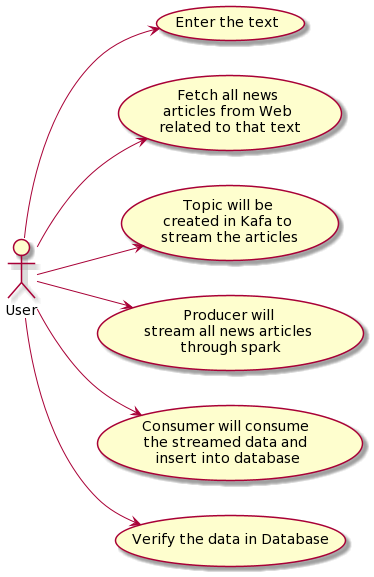 Enter the text
Fetch all news
articles from Web
related to that text
Topic will be
created in Kafa to
stream the articles
User
Producer will
stream all news articles
through spark
Consumer will consume
the streamed data and
insert into database
Verify the data in Database